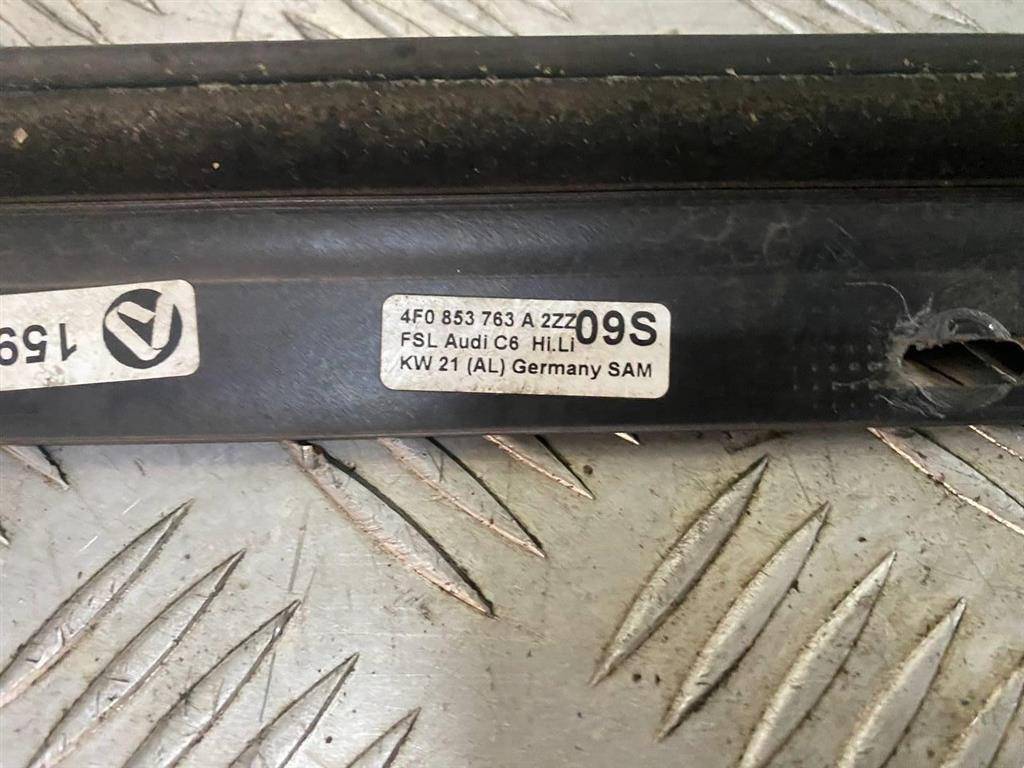 4F0 853 763 A 2ZZ 09S
FSL Audi C6 Hi.Li
KW 21 (AL) Germany SAM
159